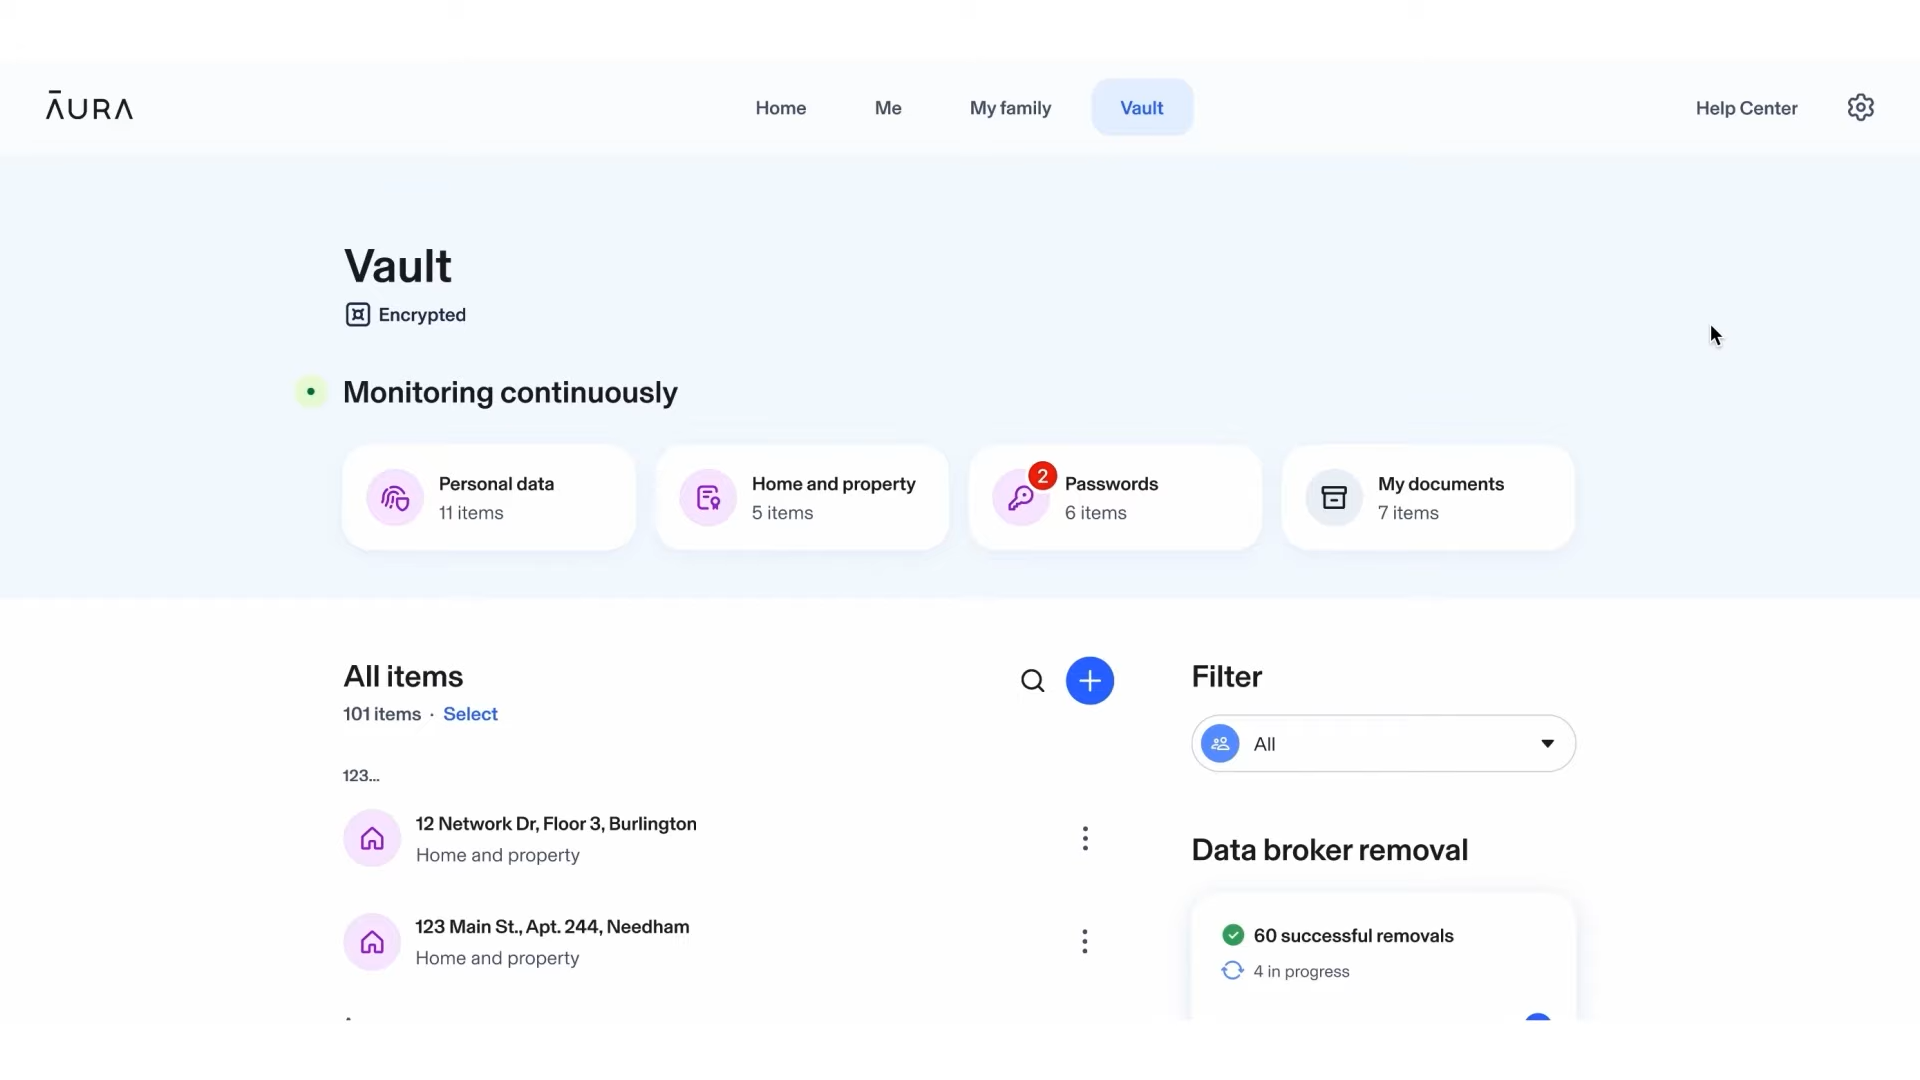 ĀURA
Home
Me
My family
Vault
Help Center
Vault
Encrypted
Monitoring continuously
Personal data
11 items
Home and property
5 items
2
Passwords
6 items
My documents
7 items
All items
101 items · Select
123...
12 Network Dr, Floor 3, Burlington
Home and property
123 Main St., Apt. 244, Needham
Home and property
Filter
All
Data broker removal
60 successful removals
4 in progress